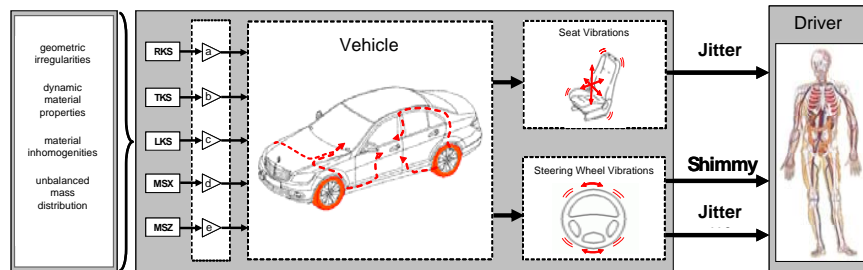 geometric
irregularities
dynamic
material
properties
material
inhomogenities
unbalanced
mass
distribution
RKS
a
TKS
b
LKS
c
MSX
d
MSZ
e
Vehicle
Seat Vibrations
Steering Wheel Vibrations
Jitter
Shimmy
Jitter
Driver